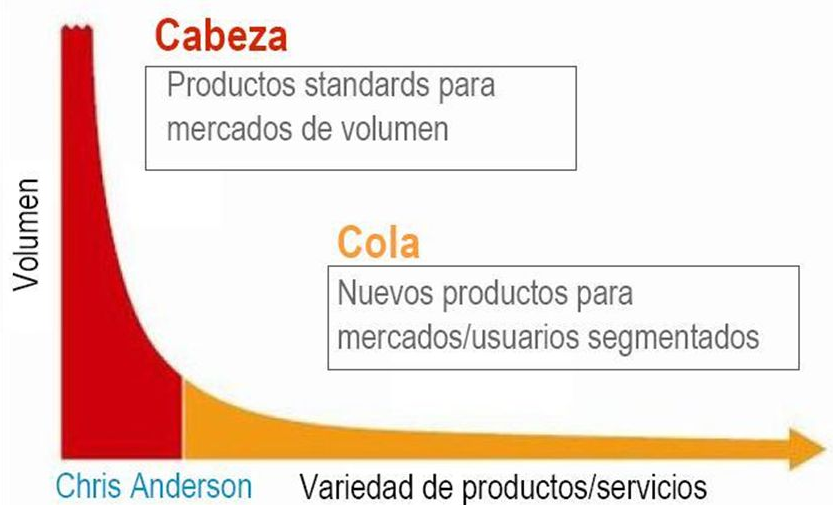 Cabeza
Productos standards para
mercados de volumen
Volumen
Cola
Nuevos productos para
mercados/usuarios segmentados
Chris Anderson
Variedad de productos/servicios